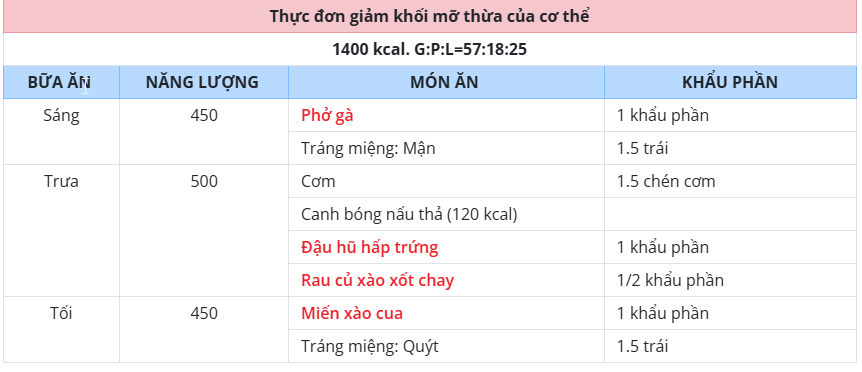 Thực đơn giảm khối mỡ thừa của cơ thể
1400 kcal. G:P:L=57:18:25
BỮA ĂN NĂNG LƯỢNG MÓN ĂN KHẨU PHẦN
Sáng 450 Phở gà 1 khẩu phần
Tráng miệng: Mận 1.5 trái
Trưa 500 Cơm 1.5 chén cơm
Canh bóng nấu thả (120 kcal)
Đậu hũ hấp trứng 1 khẩu phần
Rau củ xào xốt chay 1/2 khẩu phần
Tối 450 Miến xào cua 1 khẩu phần
Tráng miệng: Quýt 1.5 trái